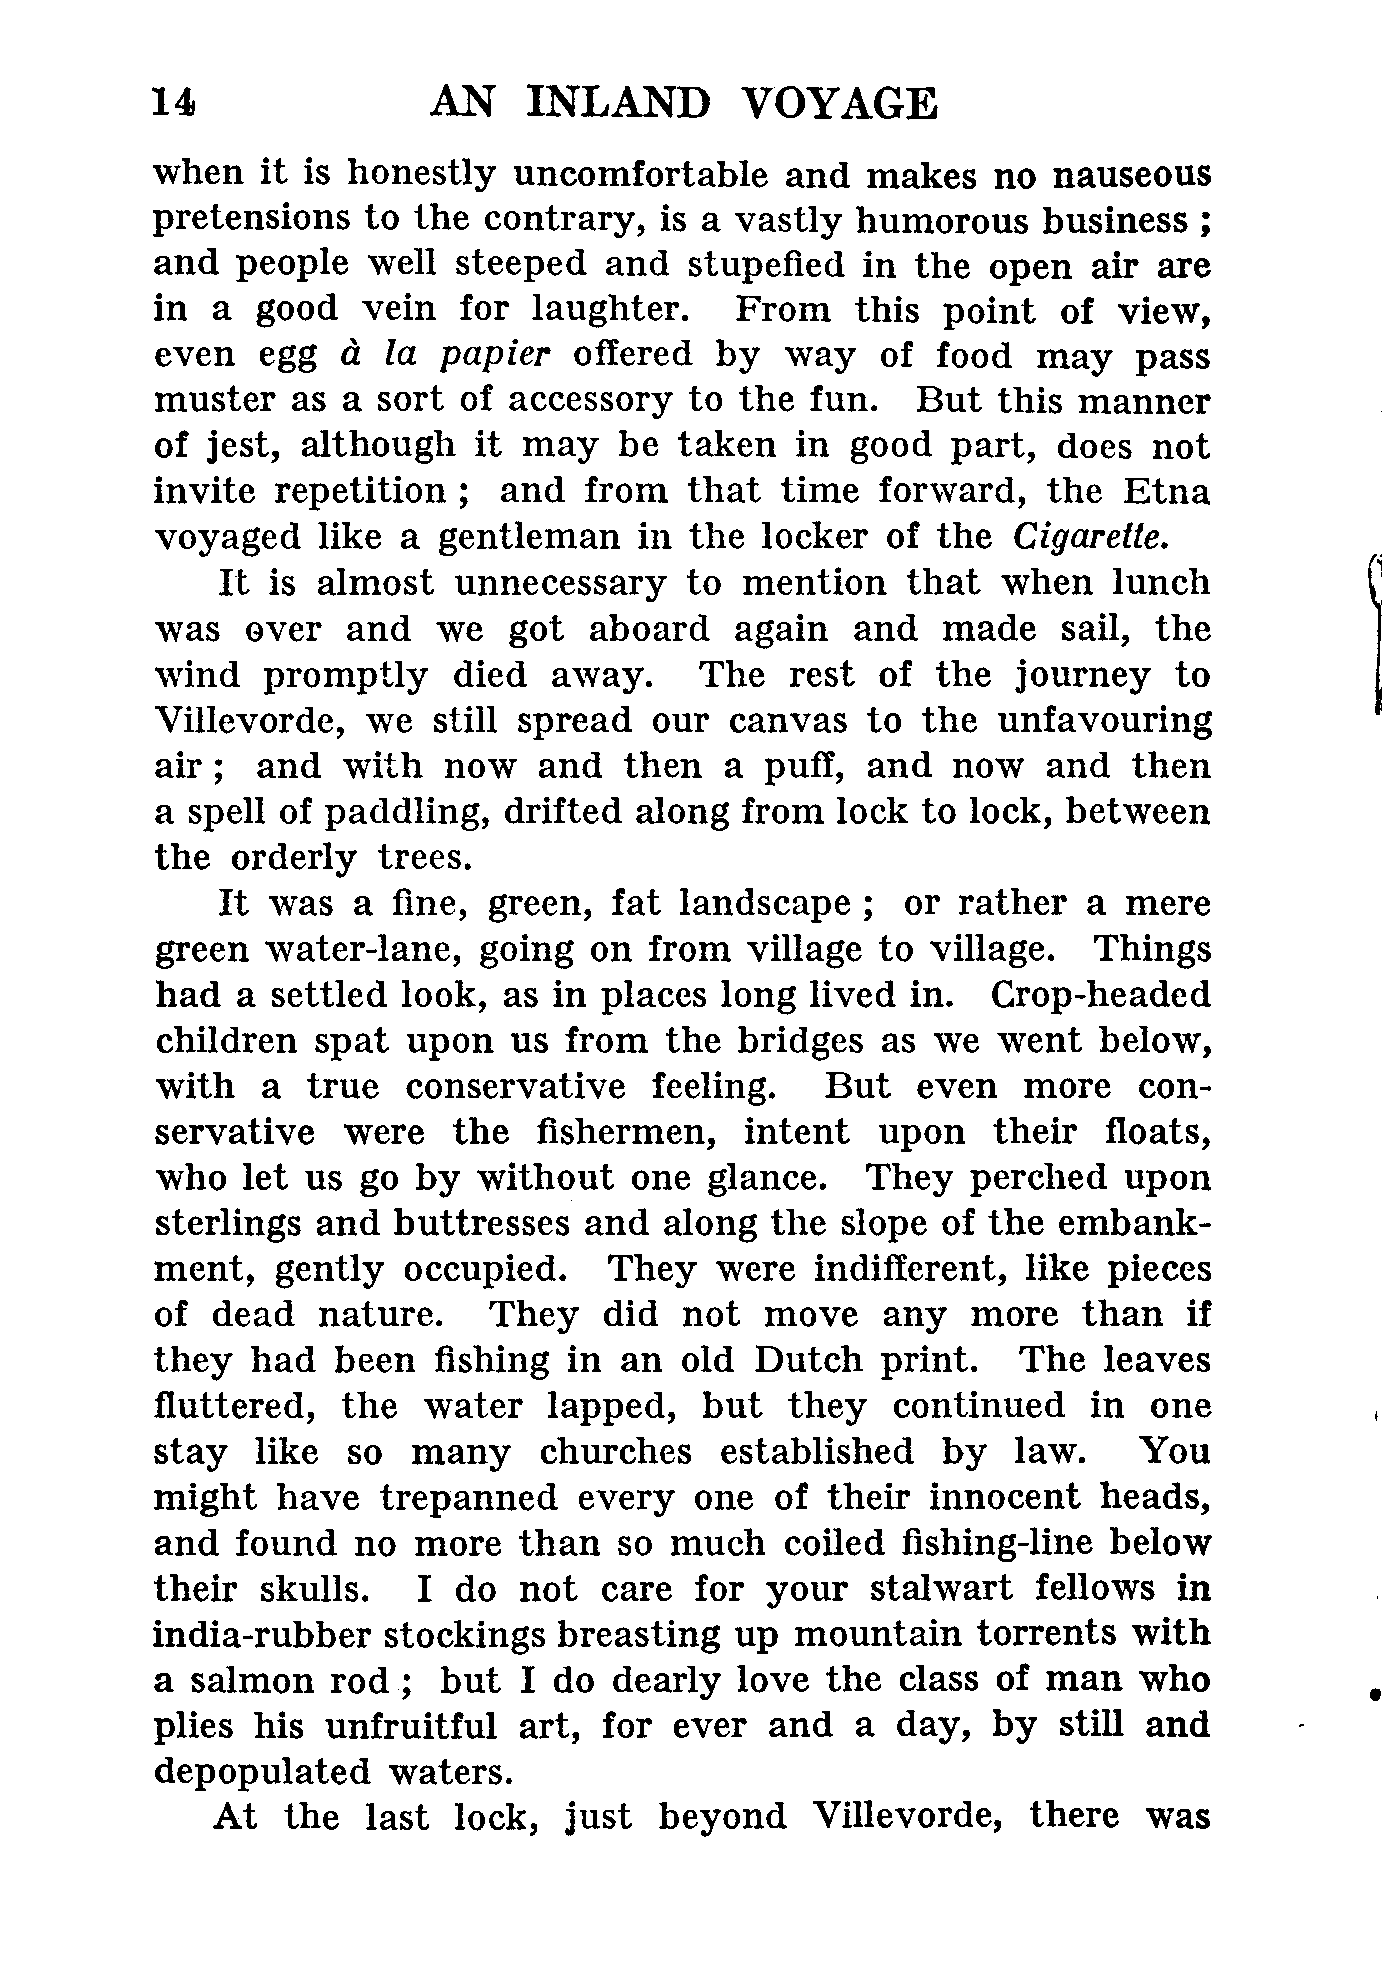 14 AN INLAND VOYAGE
when it is honestly uncomfortable and makes no nauseous
pretensions to the contrary, is a vastly humorous business ;
and people well steeped and stupefied in the open air are
in a good vein for laughter. From this point of view,
even egg à la papier offered by way of food may pass
muster as a sort of accessory to the fun. But this manner
of jest, although it may be taken in good part, does not
invite repetition ; and from that time forward, the Etna
voyaged like a gentleman in the locker of the Cigarette.
It is almost unnecessary to mention that when lunch
was over and we got aboard again and made sail, the
wind promptly died away. The rest of the journey to
Villevorde, we still spread our canvas to the unfavouring
air ; and with now and then a puff, and now and then
a spell of paddling, drifted along from lock to lock, between
the orderly trees.
It was a fine, green, fat landscape ; or rather a mere
green water-lane, going on from village to village. Things
had a settled look, as in places long lived in. Crop-headed
children spat upon us from the bridges as we went below,
with a true conservative feeling. But even more con-
servative were the fishermen, intent upon their floats,
who let us go by without one glance. They perched upon
sterlings and buttresses and along the slope of the embank-
ment, gently occupied. They were indifferent, like pieces
of dead nature. They did not move any more than if
they had been fishing in an old Dutch print. The leaves
fluttered, the water lapped, but they continued in one
stay like so many churches established by law. You
might have trepanned every one of their innocent heads,
and found no more than so much coiled fishing-line below
their skulls. I do not care for your stalwart fellows in
india-rubber stockings breasting up mountain torrents with
a salmon rod ; but I do dearly love the class of man who
plies his unfruitful art, for ever and a day, by still and
depopulated waters.
At the last lock, just beyond Villevorde, there was